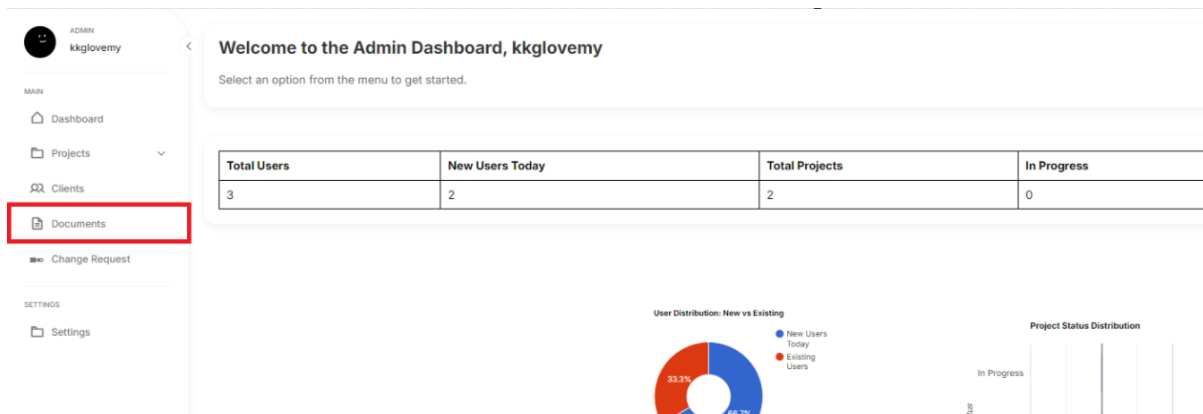 ADMIN
kkglovemy
MAIN
Dashboard
Projects
Clients
Documents
Change Request
SETTINGS
Settings
Welcome to the Admin Dashboard, kkglovemy
Select an option from the menu to get started.
Total Users New Users Today Total Projects In Progress
3 2 2 0
User Distribution: New vs Existing
New Users
Today
Existing
Users
33.3%
66.7%
Project Status Distribution
In Progress